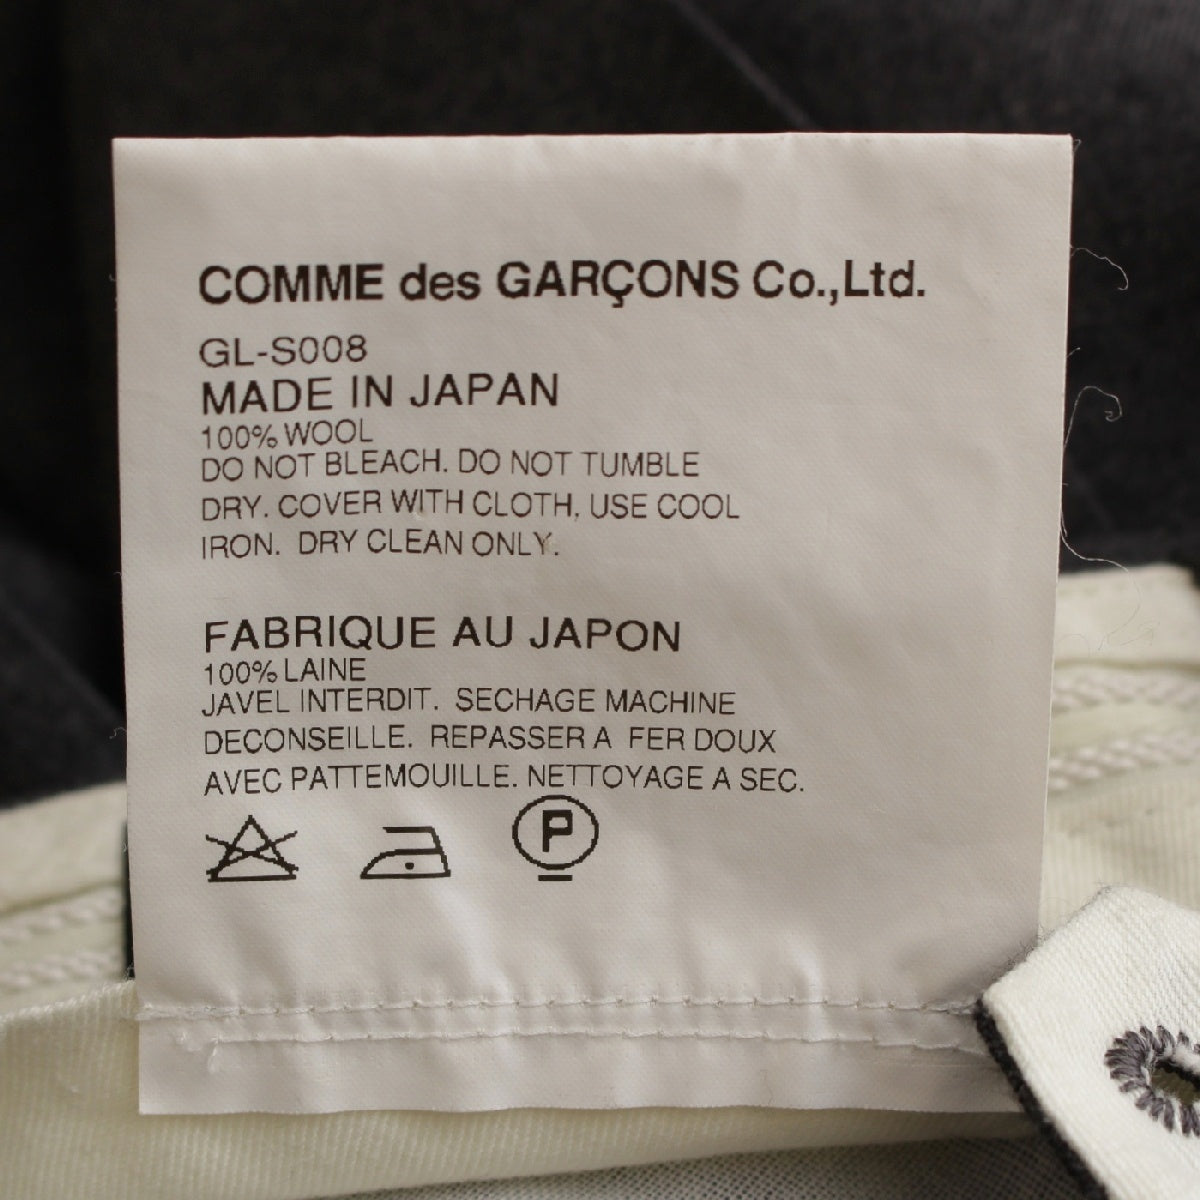 COMME des GARÇONS Co.,Ltd.
GL-S008
MADE IN JAPAN
100% WOOL
DO NOT BLEACH. DO NOT TUMBLE
DRY. COVER WITH CLOTH, USE COOL
IRON. DRY CLEAN ONLY.
FABRIQUE AU JAPON
100% LAINE
JAVEL INTERDIT. SECHAGE MACHINE
DECONSEILLE. REPASSER A FER DOUX
AVEC PATTEMOUILLE. NETTOYAGE A SEC.
P